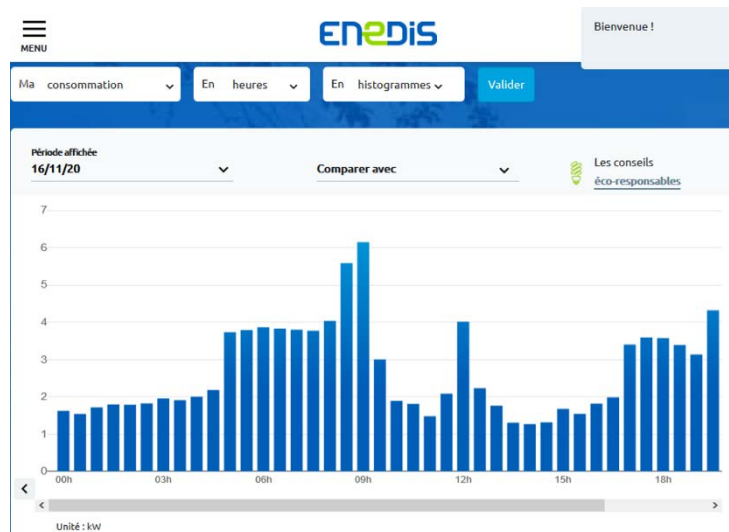 MENU
ENEDIS
Bienvenue !
Ma consommation En heures En histogrammes Valider
Période affichée
16/11/20
Comparer avec
Les conseils
éco-responsables
7
6
5
4
3
2
1
0
00h 03h 06h 09h 12h 15h 18h
Unité : kW